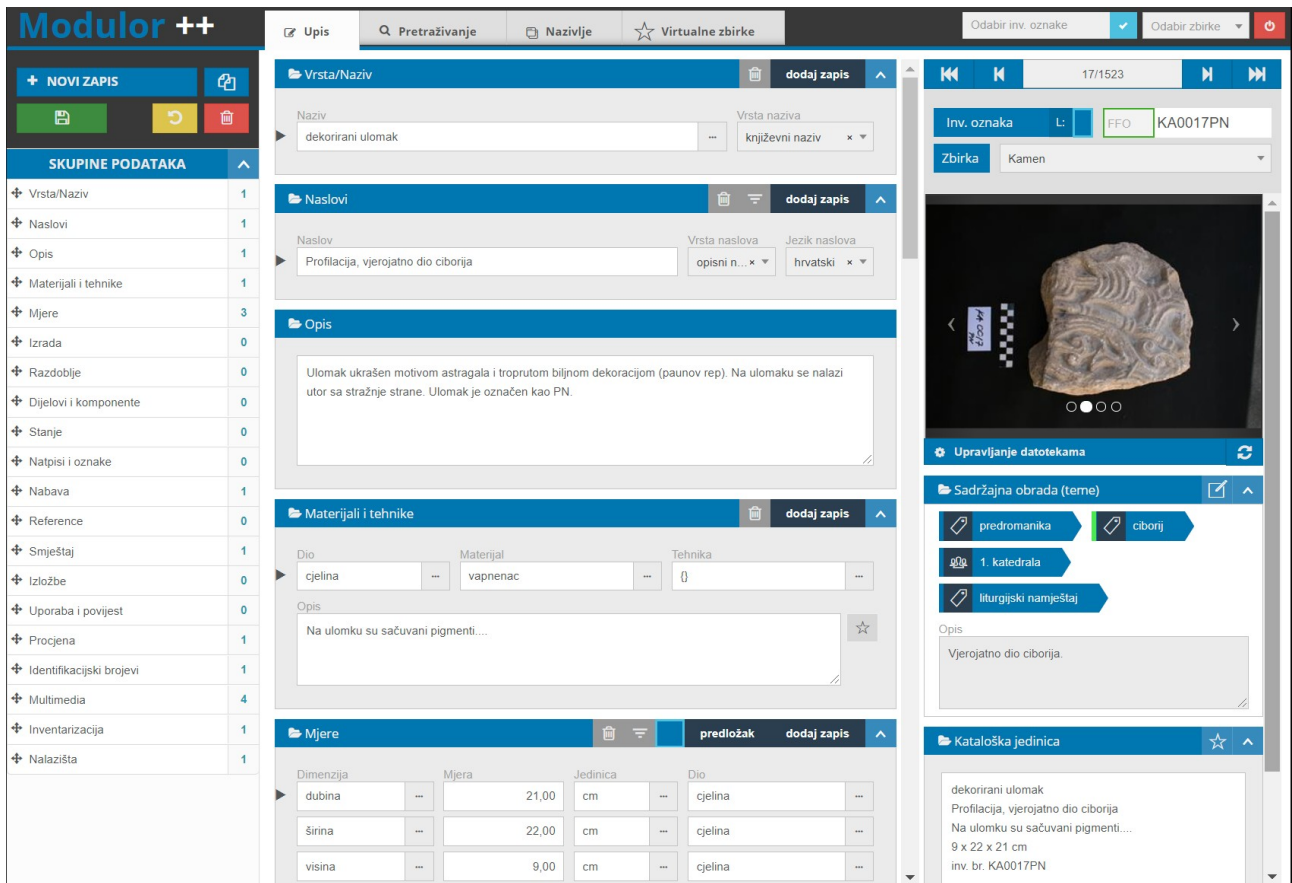 Modulor ++
Upis
Pretraživanje
Nazivlje
Virtualne zbirke
Odabir inv. oznake
Odabir zbirke
NOVI ZAPIS
SKUPINE PODATAKA
Vrsta/Naziv 1
Naslovi 1
Opis 1
Materijali i tehnike 1
Mjere 3
Izrada 0
Razdoblje 0
Dijelovi i komponente 0
Stanje 0
Natpisi i oznake 0
Nabava 1
Reference 0
Smještaj 1
Izložbe 0
Uporaba i povijest 0
Procjena 1
Identifikacijski brojevi 1
Multimedia 4
Inventarizacija 1
Nalazišta 1
Vrsta/Naziv dodaj zapis
Naziv Vrsta naziva
dekorirani ulomak ... književni naziv ×
Naslovi dodaj zapis
Naslov Vrsta naslova Jezik naslova
Profilacija, vjerojatno dio ciborija opisni n... × hrvatski ×
Opis
Ulomak ukrašen motivom astragala i troprutom biljnom dekoracijom (paunov rep). Na ulomaku se nalazi
utor sa stražnje strane. Ulomak je označen kao PN.
Materijali i tehnike dodaj zapis
Dio Materijal Tehnika
cjelina ... vapnenac ... {} ...
Opis
Na ulomku su sačuvani pigmenti....
Mjere predložak dodaj zapis
Dimenzija Mjera Jedinica Dio
dubina ... 21,00 cm ... cjelina ...
širina ... 22,00 cm ... cjelina ...
visina ... 9,00 cm ... cjelina ...
17/1523
Inv. oznaka L: FFO KA0017PN
Zbirka Kamen
KA 0017
PN
Upravljanje datotekama
Sadržajna obrada (teme)
predromanika ciborij
1. katedrala
liturgijski namještaj
Opis
Vjerojatno dio ciborija.
Kataloška jedinica
dekorirani ulomak
Profilacija, vjerojatno dio ciborija
Na ulomku su sačuvani pigmenti....
9 x 22 x 21 cm
inv. br. KA0017PN